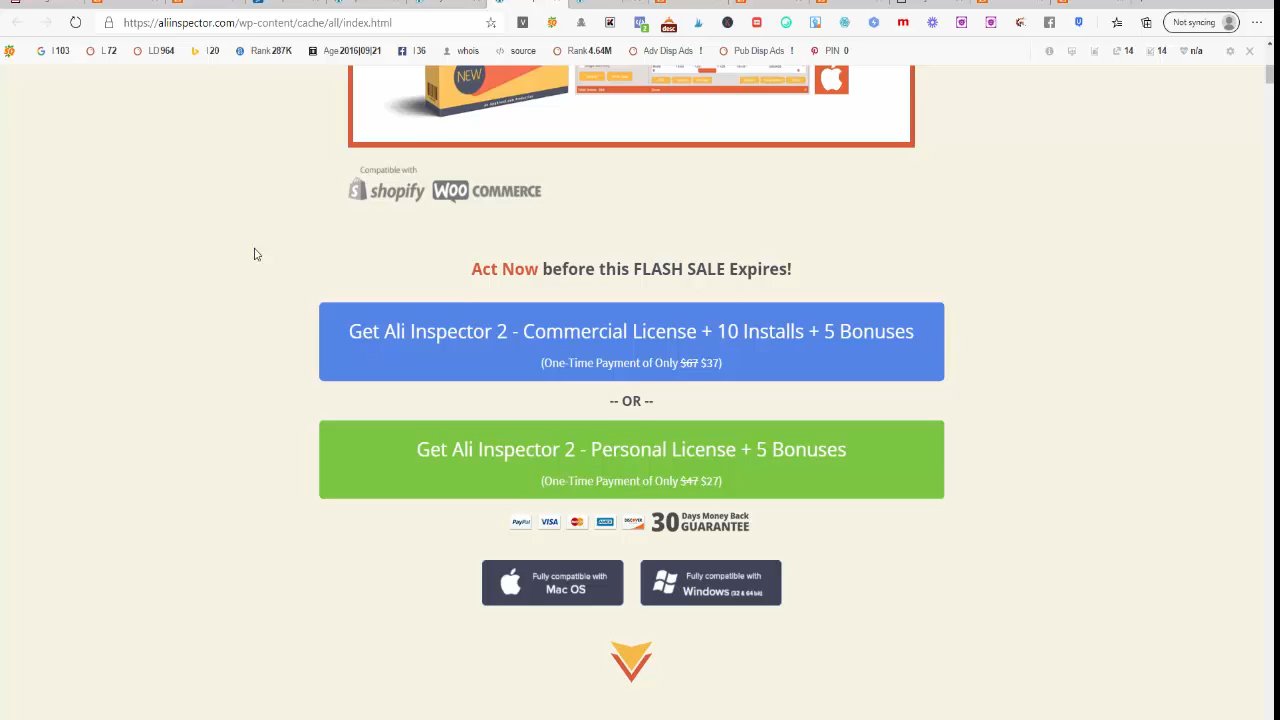 https://aliinspector.com/wp-content/cache/all/index.html
Not syncing
I 103
L 72
LD 964
I 20
Rank 287K
Age 2016|09|21
I 36
whois
source
Rank 4.64M
Adv Disp Ads !
Pub Disp Ads !
PIN 0
14
14
n/a
NEW
Compatible with
shopify WOO COMMERCE
Act Now before this FLASH SALE Expires!
Get Ali Inspector 2 - Commercial License + 10 Installs + 5 Bonuses
(One-Time Payment of Only $67 $37)
-- OR --
Get Ali Inspector 2 - Personal License + 5 Bonuses
(One-Time Payment of Only $47 $27)
PayPal VISA DISCOVER 30 Days Money Back GUARANTEE
Fully compatible with
Mac OS
Fully compatible with
Windows (32 & 64 bit)